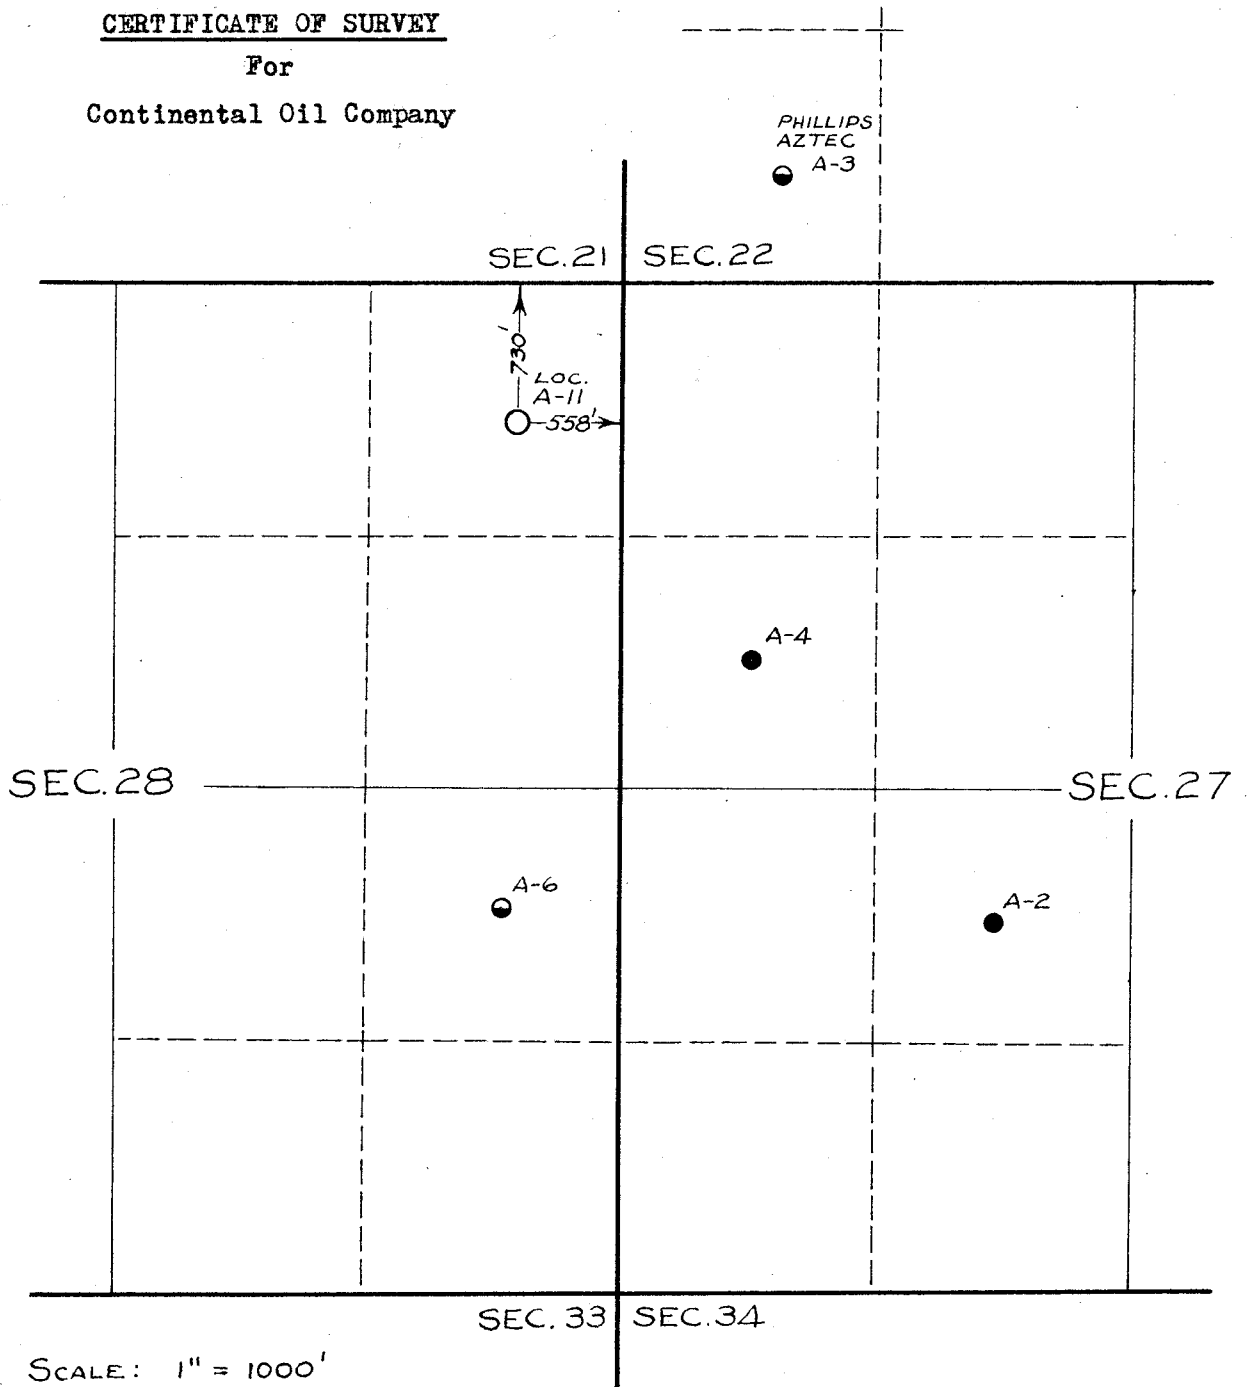 CERTIFICATE OF SURVEY
For
Continental Oil Company
PHILLIPS
AZTEC
A-3
SEC.21 SEC.22
730'
LOC.
A-11
558'
A-4
SEC.28 SEC.27
A-6
A-2
SEC.33 SEC.34
SCALE: 1" = 1000'